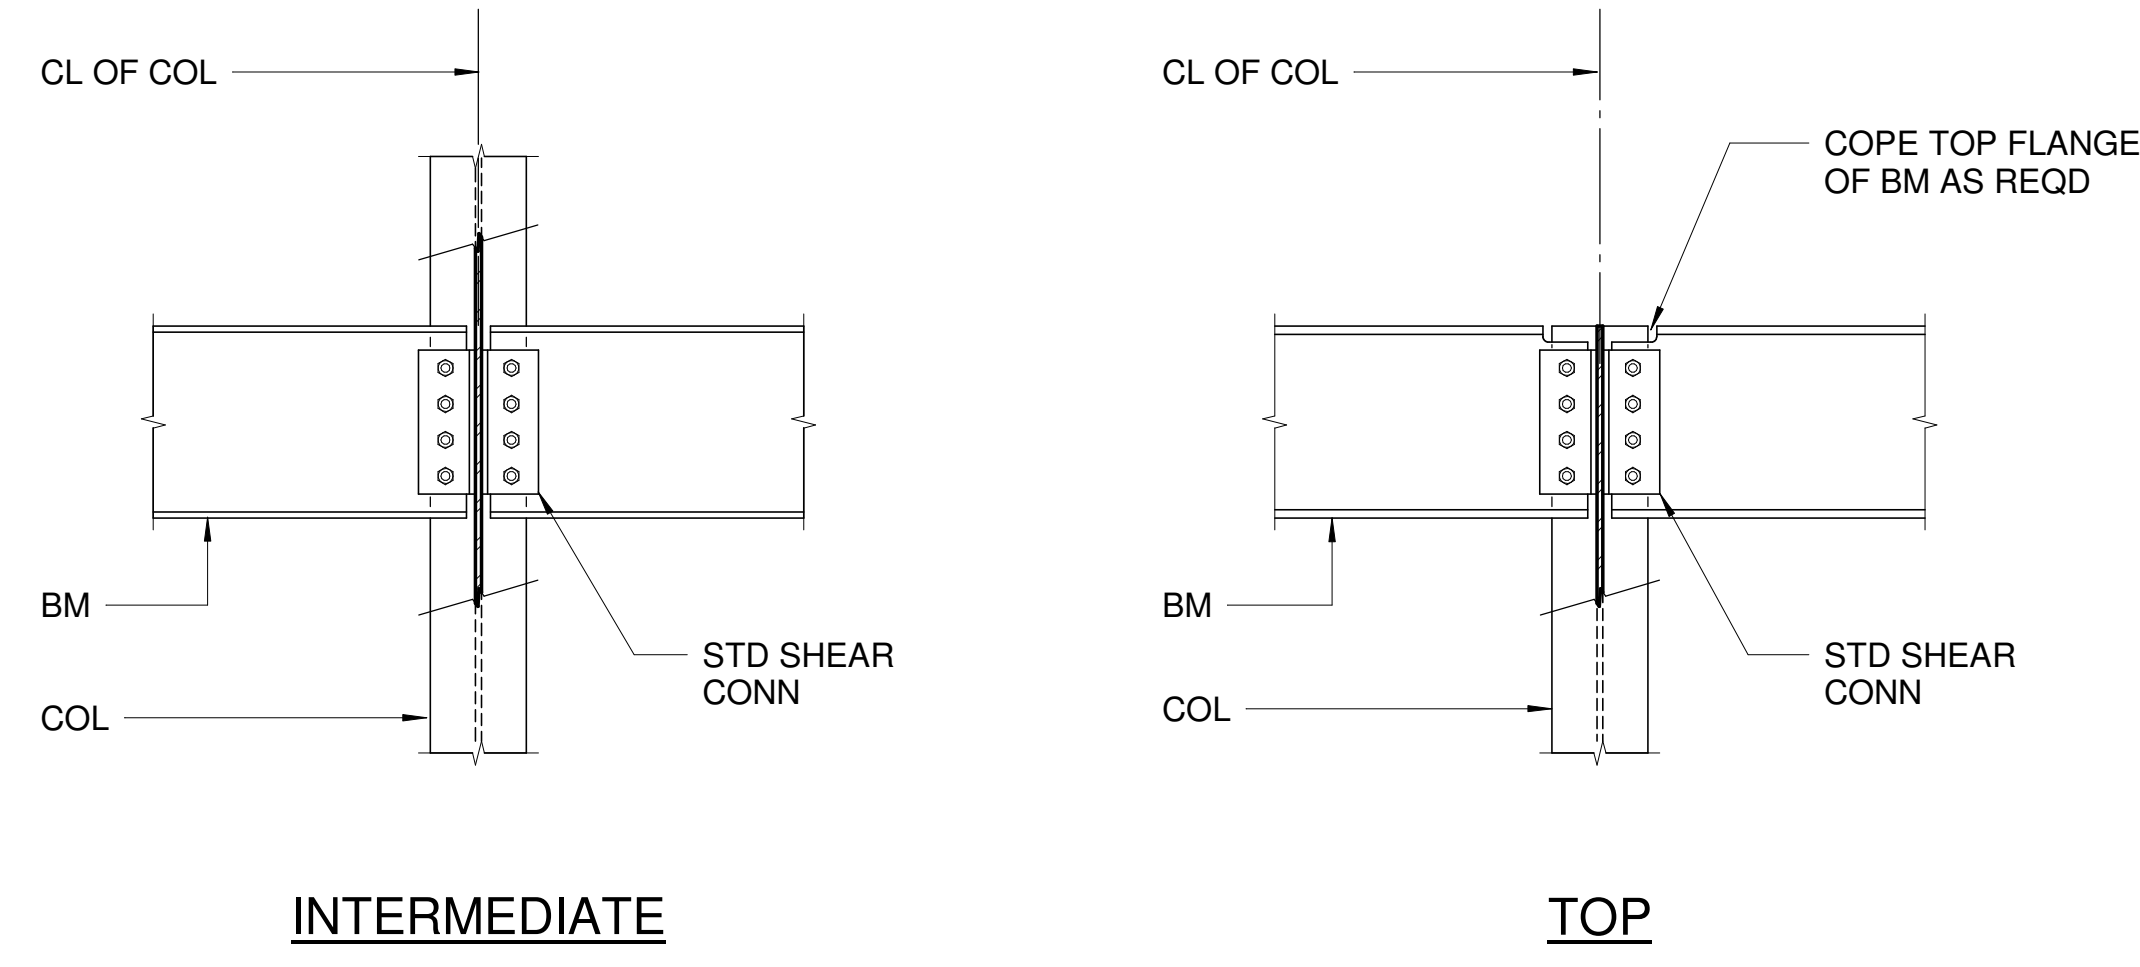 CL OF COL
BM
COL
STD SHEAR
CONN
INTERMEDIATE
CL OF COL
COPE TOP FLANGE
OF BM AS REQD
BM
COL
STD SHEAR
CONN
TOP